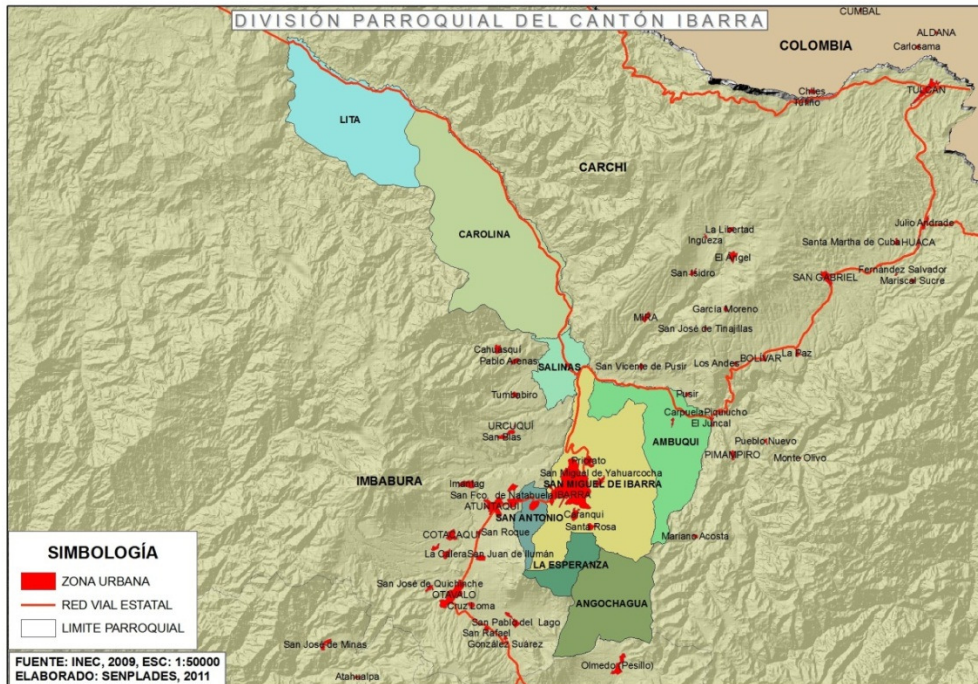 DIVISIÓN PARROQUIAL DEL CANTÓN IBARRA
CUMBAL
ALDANA
Carlosama
COLOMBIA
Chiles
Tufiño
TULCÁN
LITA
CARCHI
CAROLINA
La Libertad
Ingüeza
El Ángel
San Isidro
Julio Andrade
Santa Martha de Cuba
HUACA
Fernández Salvador
SAN GABRIEL
Mariscal Sucre
García Moreno
MIRA
San José de Tinajillas
Cahuasquí
Pablo Arenas
SALINAS
San Vicente de Pusir
Los Andes
BOLÍVAR
La Paz
Tumbabiro
Pusir
Carpuela
Piquiucho
El Juncal
URCUQUÍ
San Blas
AMBUQUI
Pueblo Nuevo
PIMAMPIRO
Monte Olivo
Priorato
San Miguel de Yahuarcocha
IMBABURA
Imantag
SAN MIGUEL DE IBARRA
San Fco. de Natabuela
IBARRA
ATUNTAQUI
SAN ANTONIO
Caranqui
Santa Rosa
COTACACHI
San Roque
Mariano Acosta
La Calera
San Juan de Ilumán
LA ESPERANZA
San José de Quichinche
OTAVALO
Cruz Loma
ANGOCHAGUA
San Pablo del Lago
San Rafael
González Suárez
San José de Minas
Olmedo (Pesillo)
Atahualpa
SIMBOLOGÍA
ZONA URBANA
RED VIAL ESTATAL
LIMITE PARROQUIAL
FUENTE: INEC, 2009, ESC: 1:50000
ELABORADO: SENPLADES, 2011